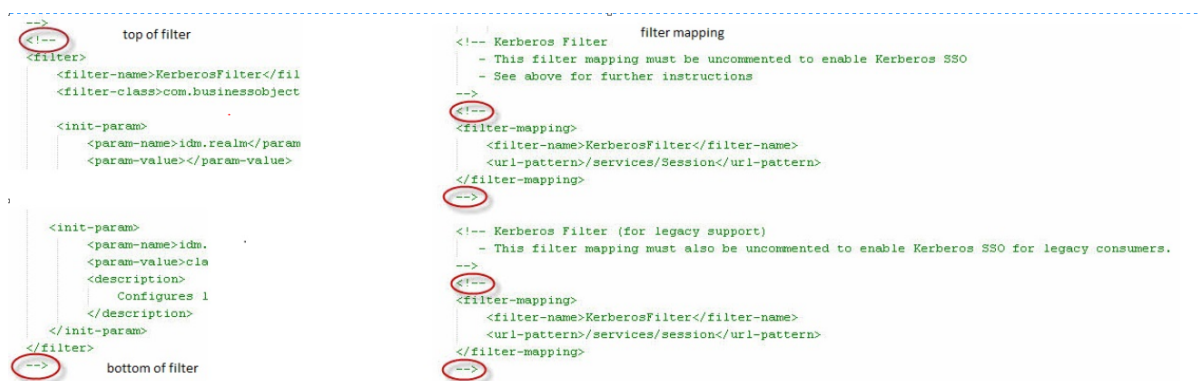 -->
top of filter
<!--
<filter>
<filter-name>KerberosFilter</fil
<filter-class>com.businessobject
<init-param>
<param-name>idm.realm</param
<param-value></param-value>
<init-param>
<param-name>idm.
<param-value>cla
<description>
Configures l
</description>
</init-param>
</filter>
-->
bottom of filter
filter mapping
<!-- Kerberos Filter
- This filter mapping must be uncommented to enable Kerberos SSO
- See above for further instructions
-->
<!--
<filter-mapping>
<filter-name>KerberosFilter</filter-name>
<url-pattern>/services/Session</url-pattern>
</filter-mapping>
-->
<!-- Kerberos Filter (for legacy support)
- This filter mapping must also be uncommented to enable Kerberos SSO for legacy consumers.
-->
<!--
<filter-mapping>
<filter-name>KerberosFilter</filter-name>
<url-pattern>/services/session</url-pattern>
</filter-mapping>
-->